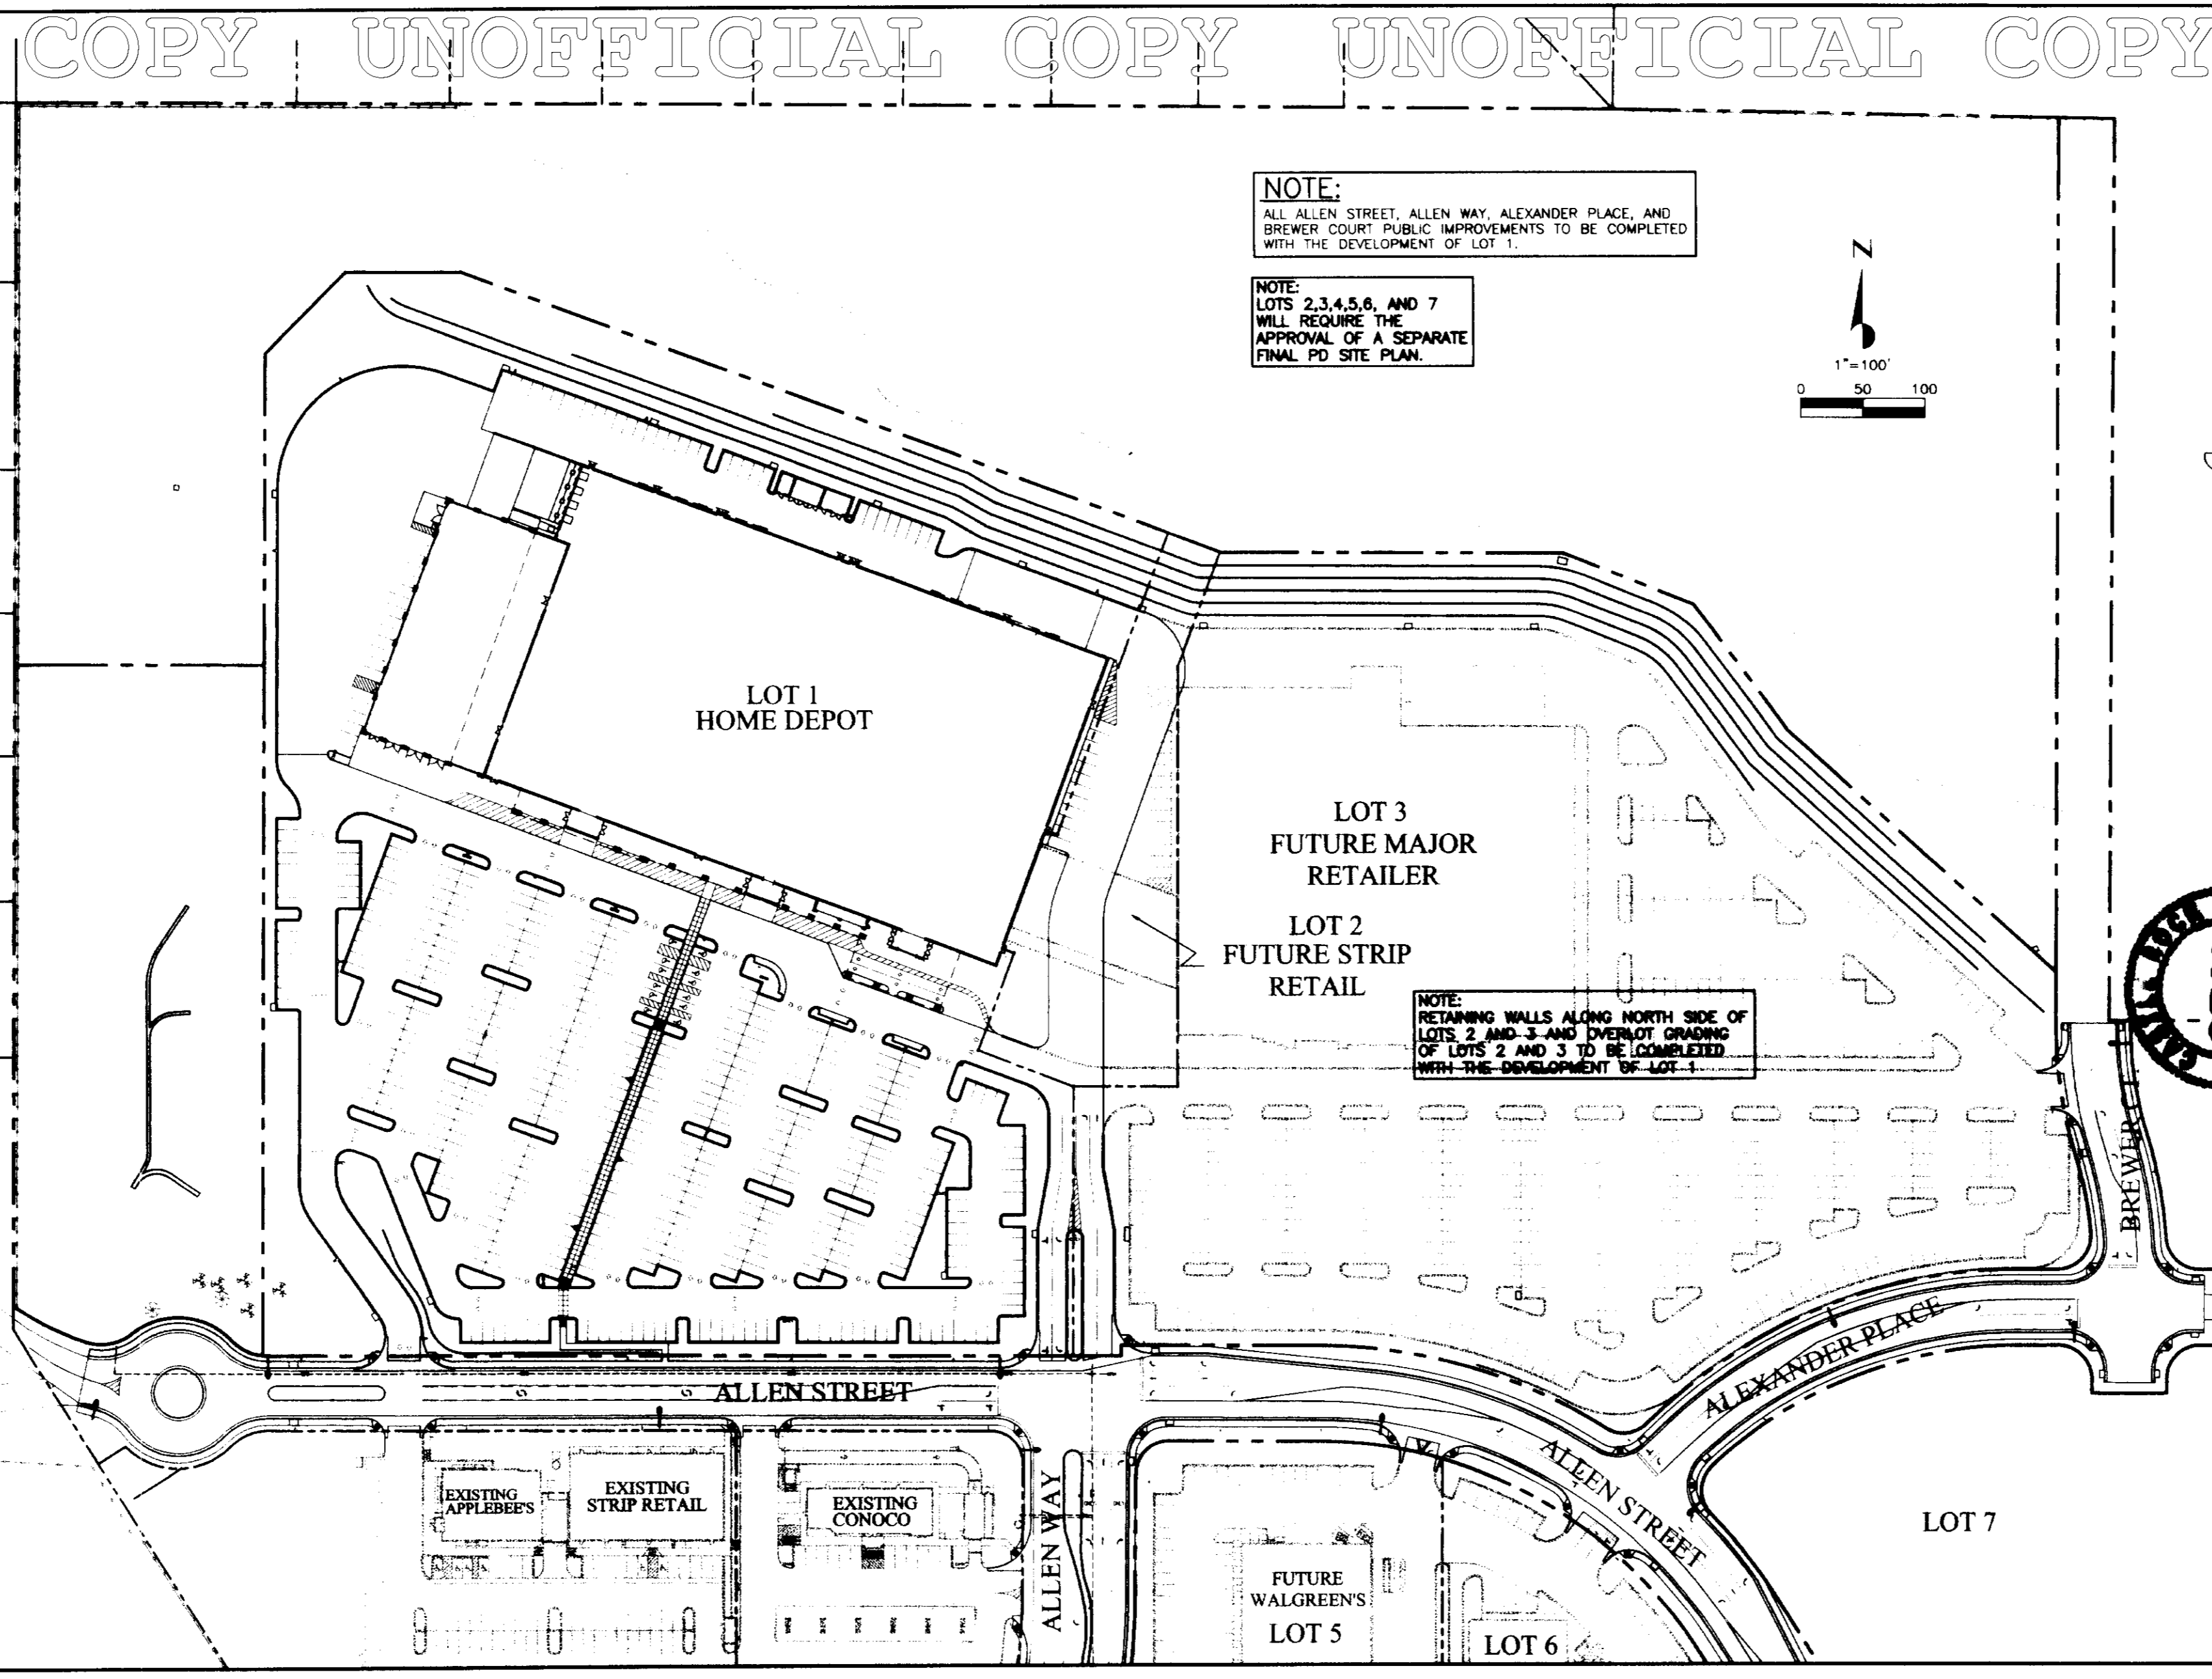 COPY UNOFFICIAL COPY UNOFFICIAL COPY
NOTE:
ALL ALLEN STREET, ALLEN WAY, ALEXANDER PLACE, AND
BREWER COURT PUBLIC IMPROVEMENTS TO BE COMPLETED
WITH THE DEVELOPMENT OF LOT 1.
NOTE:
LOTS 2,3,4,5,6, AND 7
WILL REQUIRE THE
APPROVAL OF A SEPARATE
FINAL PD SITE PLAN.
N
1"=100'
0 50 100
LOT 1
HOME DEPOT
LOT 3
FUTURE MAJOR
RETAILER
LOT 2
FUTURE STRIP
RETAIL
NOTE:
RETAINING WALLS ALONG NORTH SIDE OF
LOTS 2 AND 3 AND OVERLOT GRADING
OF LOTS 2 AND 3 TO BE COMPLETED
WITH THE DEVELOPMENT OF LOT 1
BREWER
ALEXANDER PLACE
ALLEN STREET
ALLEN STREET
ALLEN WAY
EXISTING
APPLEBEE'S
EXISTING
STRIP RETAIL
EXISTING
CONOCO
FUTURE
WALGREEN'S
LOT 5
LOT 6
LOT 7